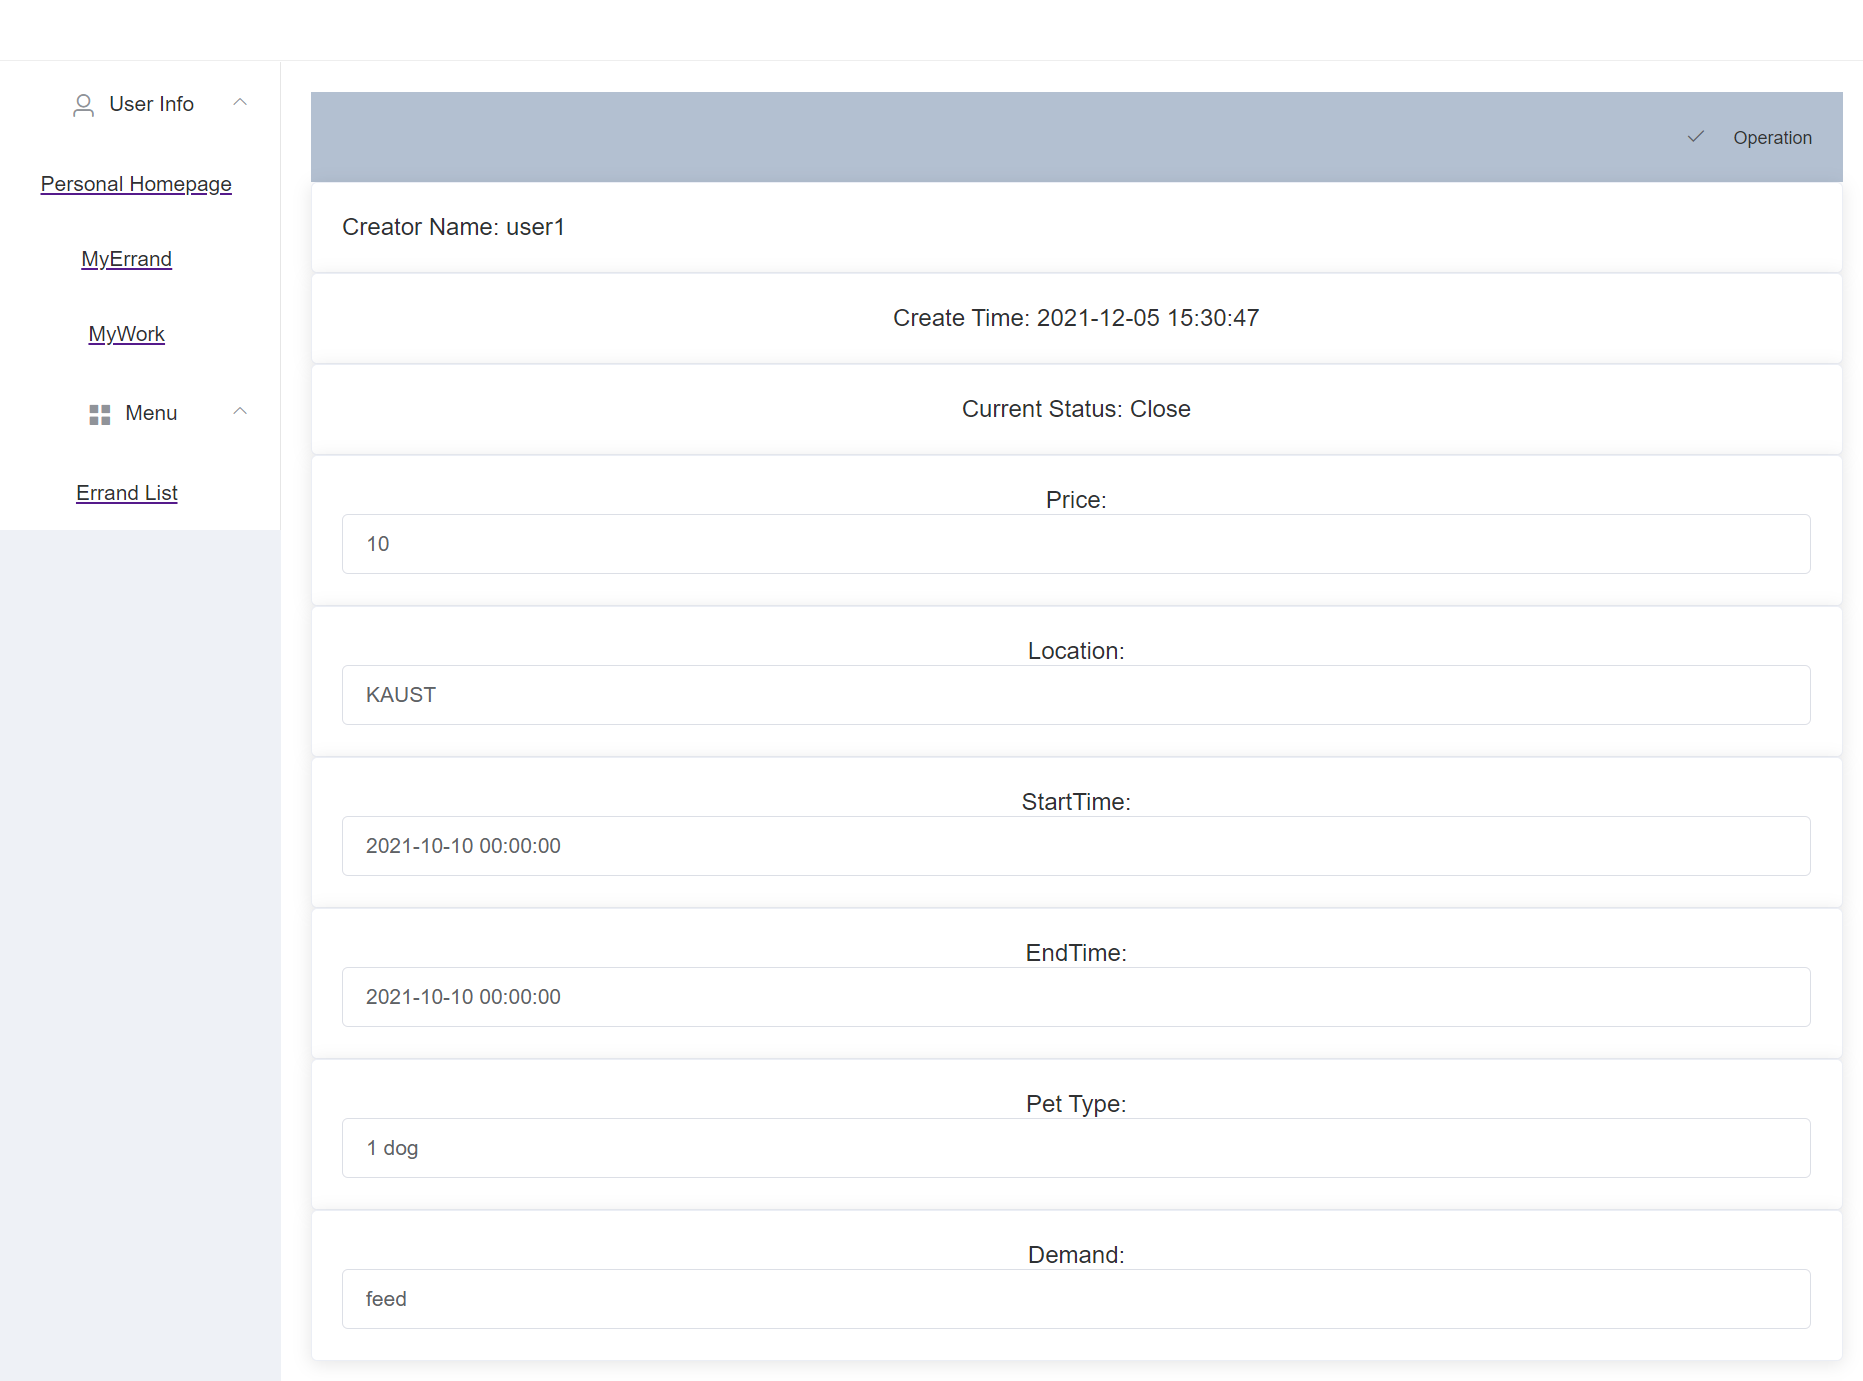 User Info
Personal Homepage
MyErrand
MyWork
Menu
Errand List
Operation
Creator Name: user1
Create Time: 2021-12-05 15:30:47
Current Status: Close
Price:
10
Location:
KAUST
StartTime:
2021-10-10 00:00:00
EndTime:
2021-10-10 00:00:00
Pet Type:
1 dog
Demand:
feed